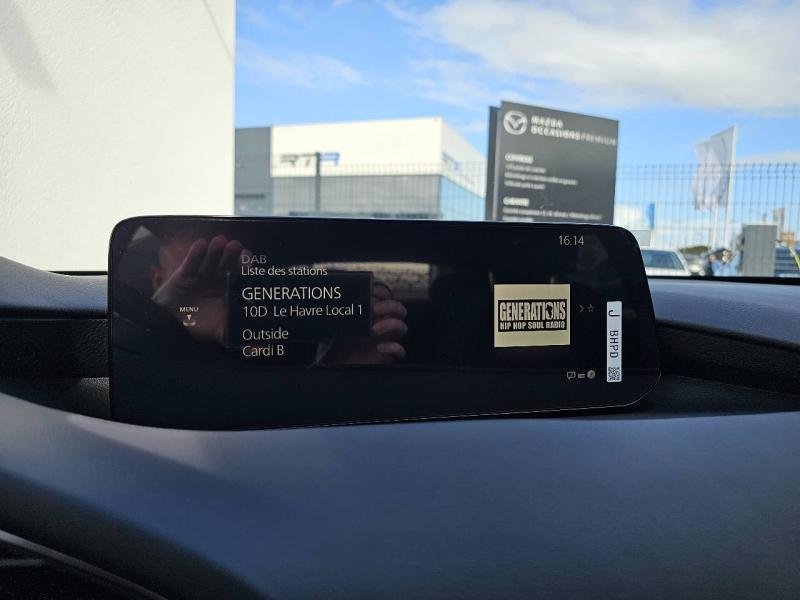 MAZDA
OCCASIONS PREMIUM
DAB
16:14
Liste des stations
GENERATIONS
10D Le Havre Local 1
MENU
Outside
Cardi B
GENERATIONS
HIP HOP SOUL RADIO
J BHPD